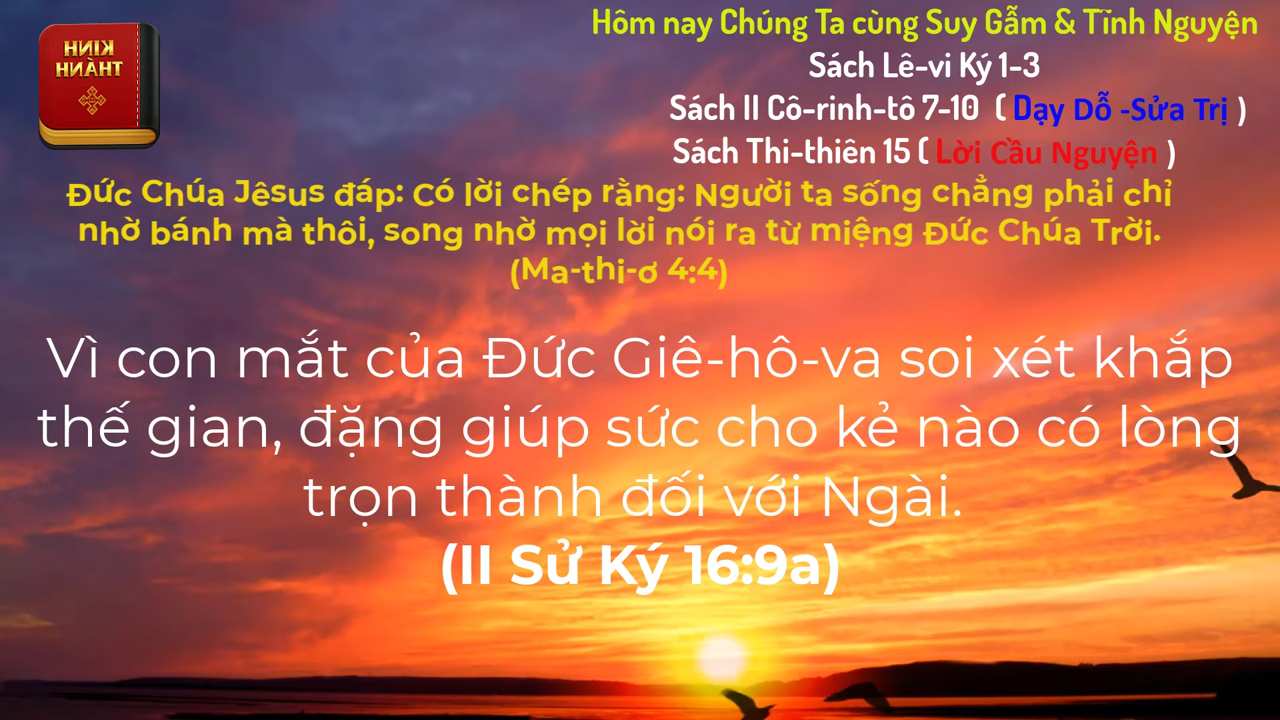 KINH
THÀNH
Hôm nay Chúng Ta cùng Suy Gẫm & Tĩnh Nguyện
Sách Lê-vi Ký 1-3
Sách II Cô-rinh-tô 7-10 ( Dạy Dỗ -Sửa Trị )
Sách Thi-thiên 15 ( Lời Cầu Nguyện )
Đức Chúa Jêsus đáp: Có lời chép rằng: Người ta sống chẳng phải chỉ
nhờ bánh mà thôi, song nhờ mọi lời nói ra từ miệng Đức Chúa Trời.
(Ma-thi-ơ 4:4)
Vì con mắt của Đức Giê-hô-va soi xét khắp
thế gian, đặng giúp sức cho kẻ nào có lòng
trọn thành đối với Ngài.
(II Sử Ký 16:9a)